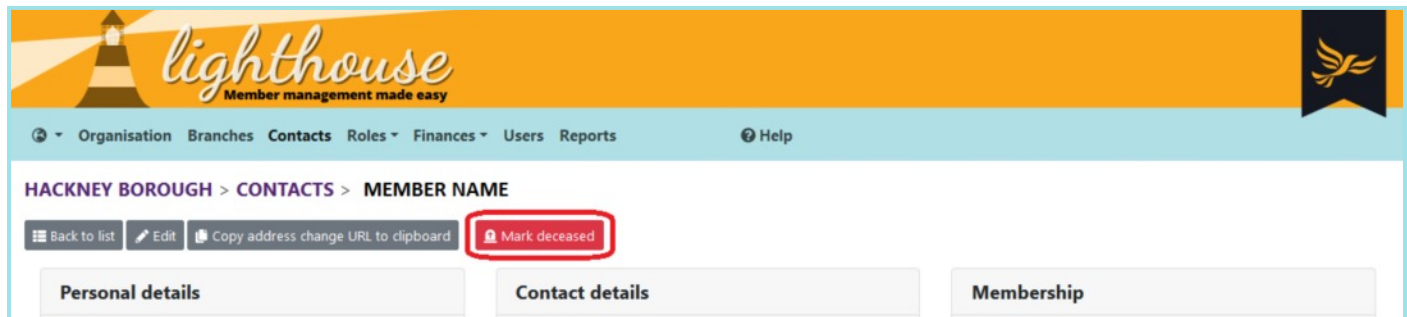 lighthouse
Member management made easy
Organisation Branches Contacts Roles Finances Users Reports Help
HACKNEY BOROUGH > CONTACTS > MEMBER NAME
Back to list Edit Copy address change URL to clipboard Mark deceased
Personal details Contact details Membership